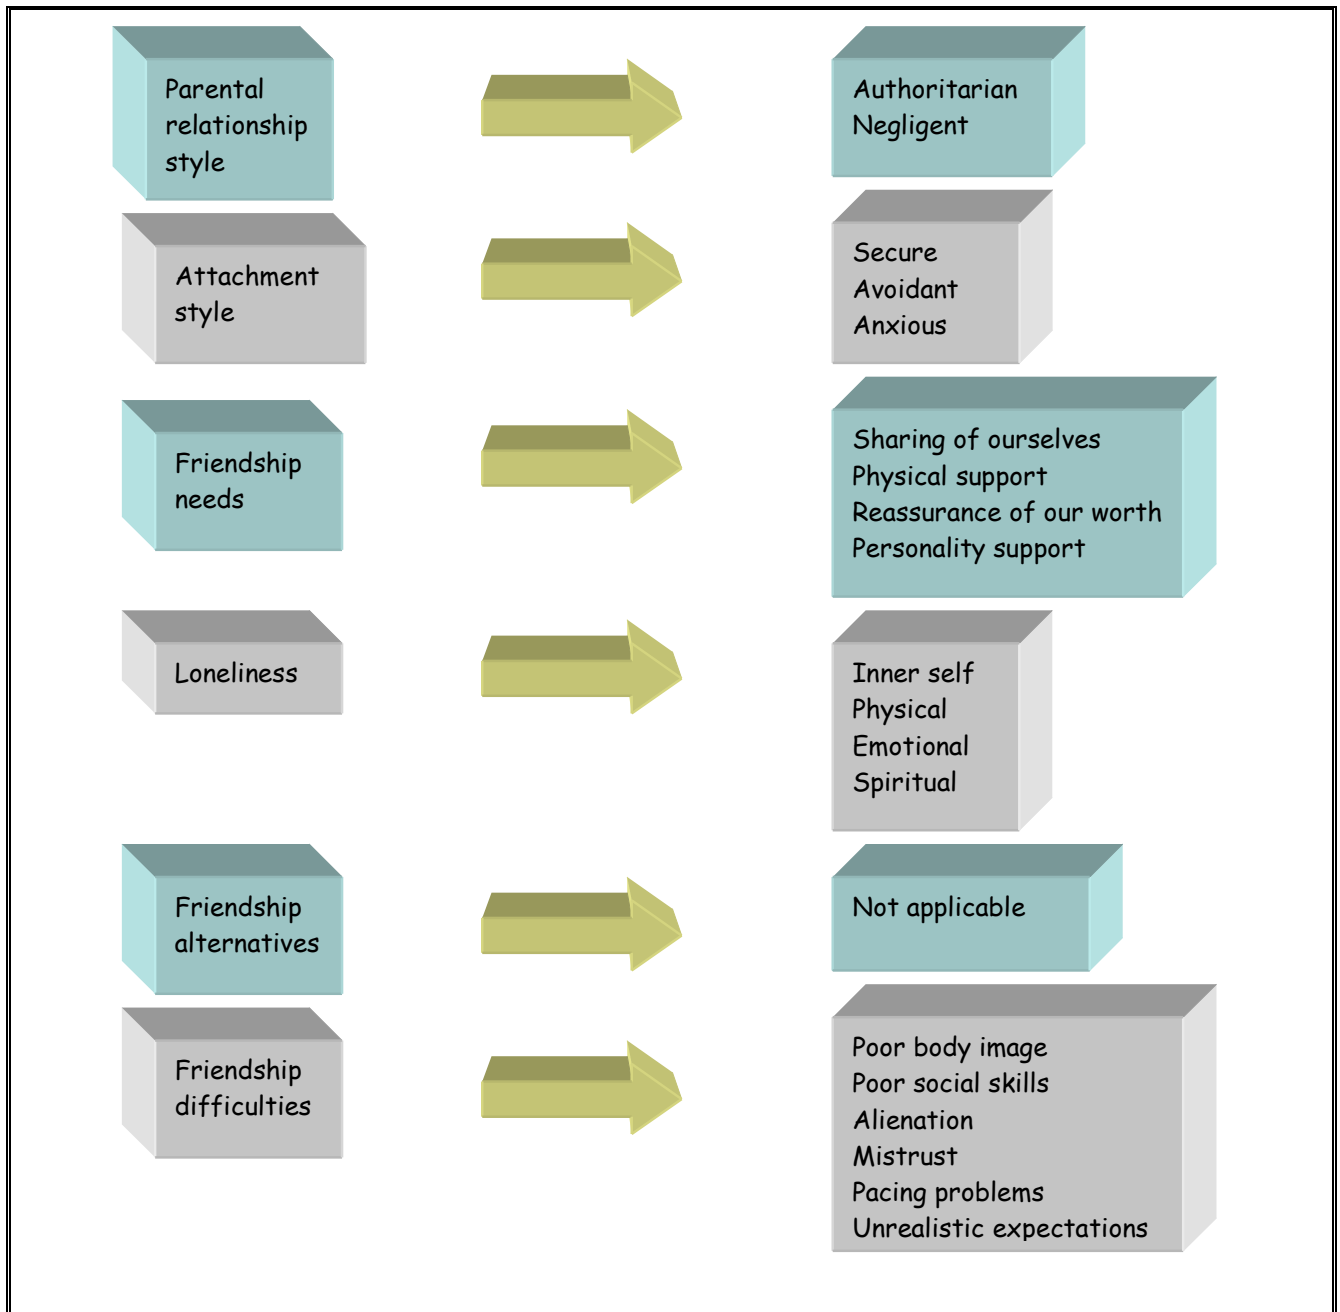 Parental
relationship
style
Authoritarian
Negligent
Attachment
style
Secure
Avoidant
Anxious
Friendship
needs
Sharing of ourselves
Physical support
Reassurance of our worth
Personality support
Loneliness
Inner self
Physical
Emotional
Spiritual
Friendship
alternatives
Not applicable
Friendship
difficulties
Poor body image
Poor social skills
Alienation
Mistrust
Pacing problems
Unrealistic expectations